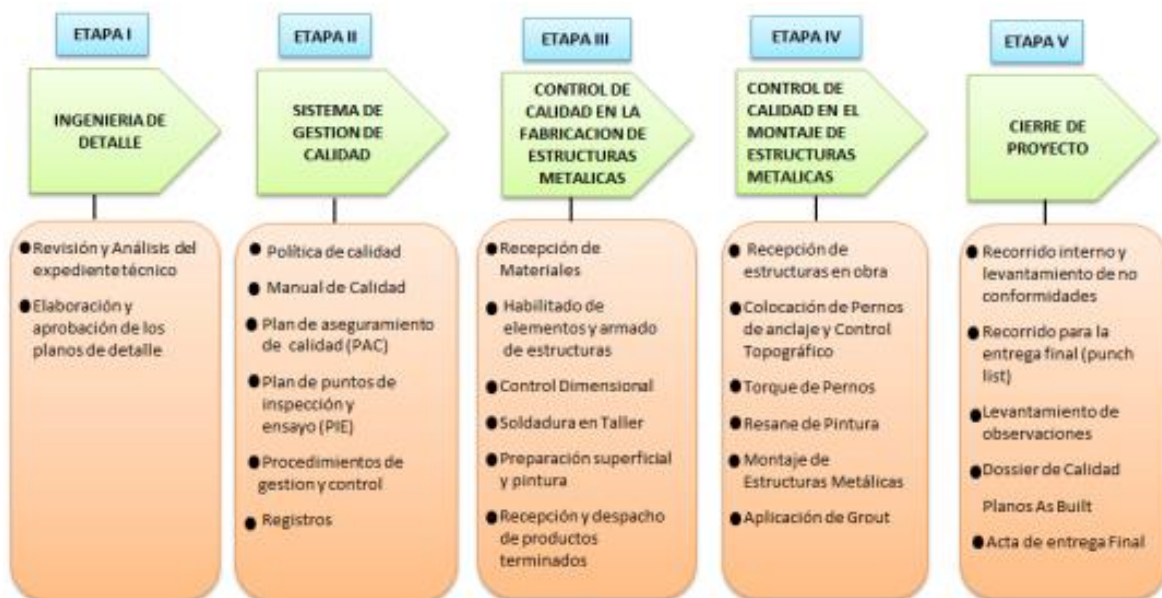 ETAPA I
INGENIERIA DE
DETALLE
Revisión y Análisis del
expediente técnico
Elaboración y
aprobación de los
planos de detalle
ETAPA II
SISTEMA DE
GESTION DE
CALIDAD
Política de calidad
Manual de Calidad
Plan de aseguramiento
de calidad (PAC)
Plan de puntos de
inspección y
ensayo (PIE)
Procedimientos de
gestion y control
Registros
ETAPA III
CONTROL DE
CALIDAD EN LA
FABRICACION DE
ESTRUCTURAS
METALICAS
Recepción de
Materiales
Habilitado de
elementos y armado
de estructuras
Control Dimensional
Soldadura en Taller
Preparación superficial
y pintura
Recepción y despacho
de productos
terminados
ETAPA IV
CONTROL DE
CALIDAD EN EL
MONTAJE DE
ESTRUCTURAS
METALICAS
Recepción de
estructuras en obra
Colocación de Pernos
de anclaje y Control
Topográfico
Torque de Pernos
Resane de Pintura
Montaje de
Estructuras Metálicas
Aplicación de Grout
ETAPA V
CIERRE DE
PROYECTO
Recorrido interno y
levantamiento de no
conformidades
Recorrido para la
entrega final (punch
list)
Levantamiento de
observaciones
Dossier de Calidad
Planos As Built
Acta de entrega Final